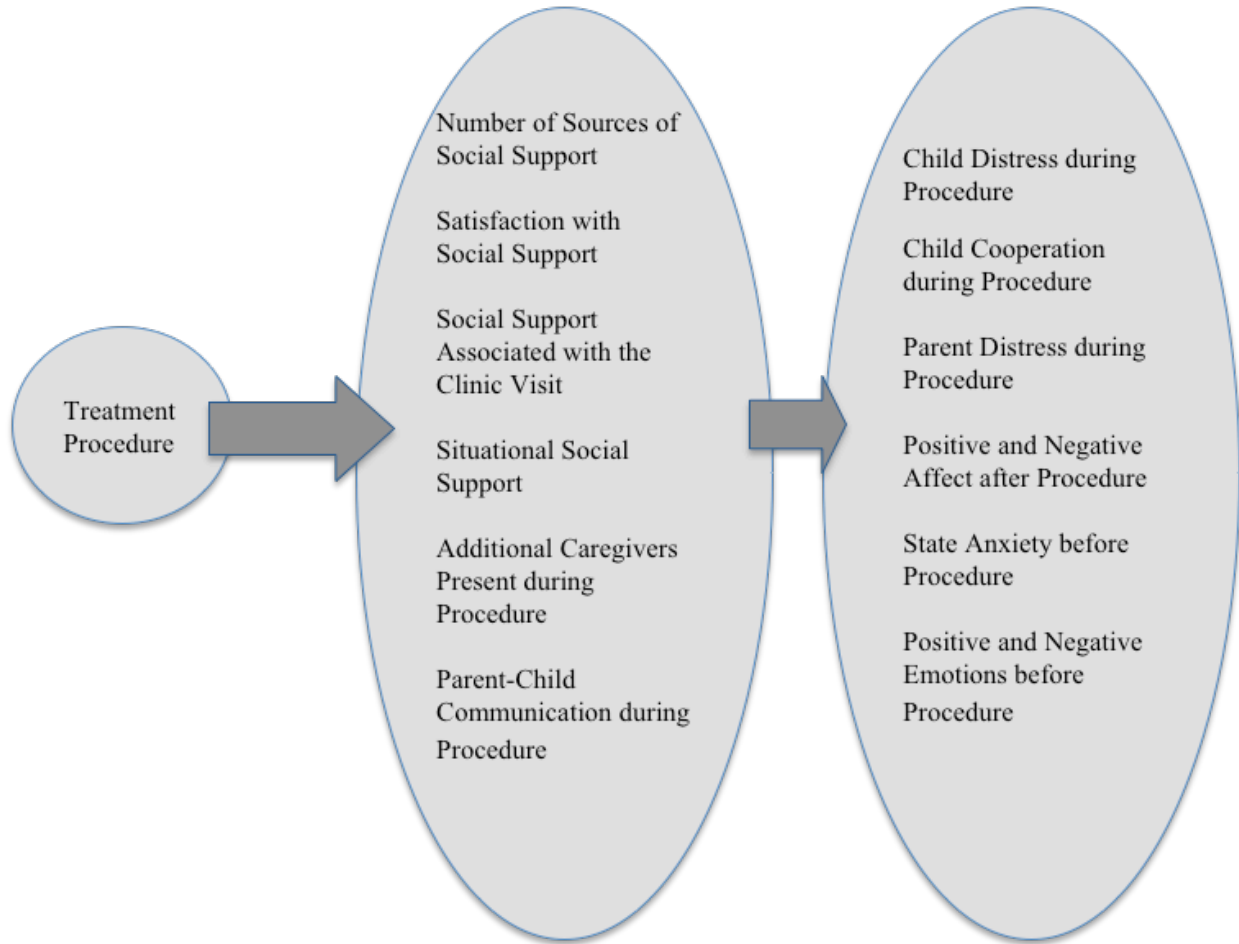 Treatment
Procedure
Number of Sources of
Social Support
Satisfaction with
Social Support
Social Support
Associated with the
Clinic Visit
Situational Social
Support
Additional Caregivers
Present during
Procedure
Parent-Child
Communication during
Procedure
Child Distress during
Procedure
Child Cooperation
during Procedure
Parent Distress during
Procedure
Positive and Negative
Affect after Procedure
State Anxiety before
Procedure
Positive and Negative
Emotions before
Procedure